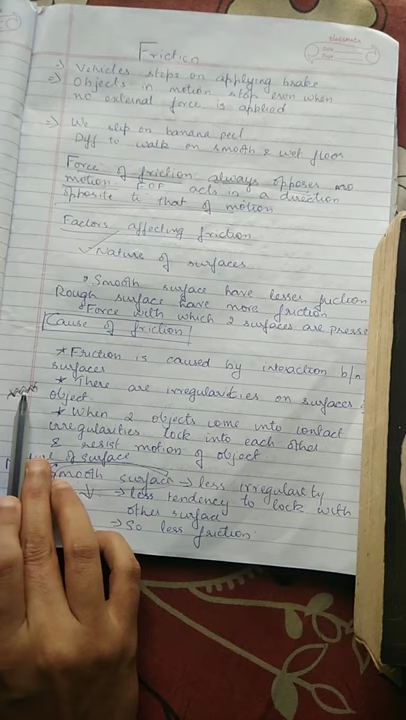 classmate
Date
Page
Friction
→ Vehicles stops on applying brake
→ Objects in motion stop even when
no external force is applied
→ We slip on banana peel
Diff to walk on smooth & wet floor
Force of friction always opposes mo
motion. FOF acts in a direction
opposite to that of motion
Factors affecting friction
✓ Nature of surfaces
Smooth surface have lesser friction
Rough surface have more friction
Force with which 2 surfaces are presse
Cause of friction
* Friction is caused by interaction b/n
surfaces
* There are irregularities on surfaces
object
* When 2 objects come into contact
irregularities lock into each other
& resist motion of object
of surface
Smooth surface → less irregularity
→ less tendency to lock with
other surfac
→ So less friction.